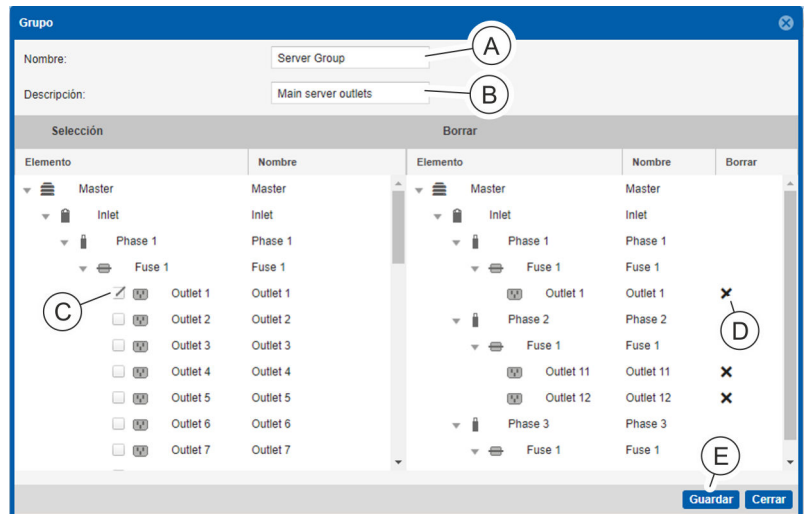 Grupo
Nombre: Server Group A
Descripción: Main server outlets B
Selección Borrar
Elemento Nombre Elemento Nombre Borrar
Master Master Master Master
Inlet Inlet Inlet Inlet
Phase 1 Phase 1 Phase 1 Phase 1
Fuse 1 Fuse 1 Fuse 1 Fuse 1
C Outlet 1 Outlet 1 Outlet 1 Outlet 1
Outlet 2 Outlet 2 Phase 2 Phase 2 D
Outlet 3 Outlet 3 Fuse 1 Fuse 1
Outlet 4 Outlet 4 Outlet 11 Outlet 11
Outlet 5 Outlet 5 Outlet 12 Outlet 12
Outlet 6 Outlet 6 Phase 3 Phase 3
Outlet 7 Outlet 7 Fuse 1 Fuse 1 E
Guardar Cerrar